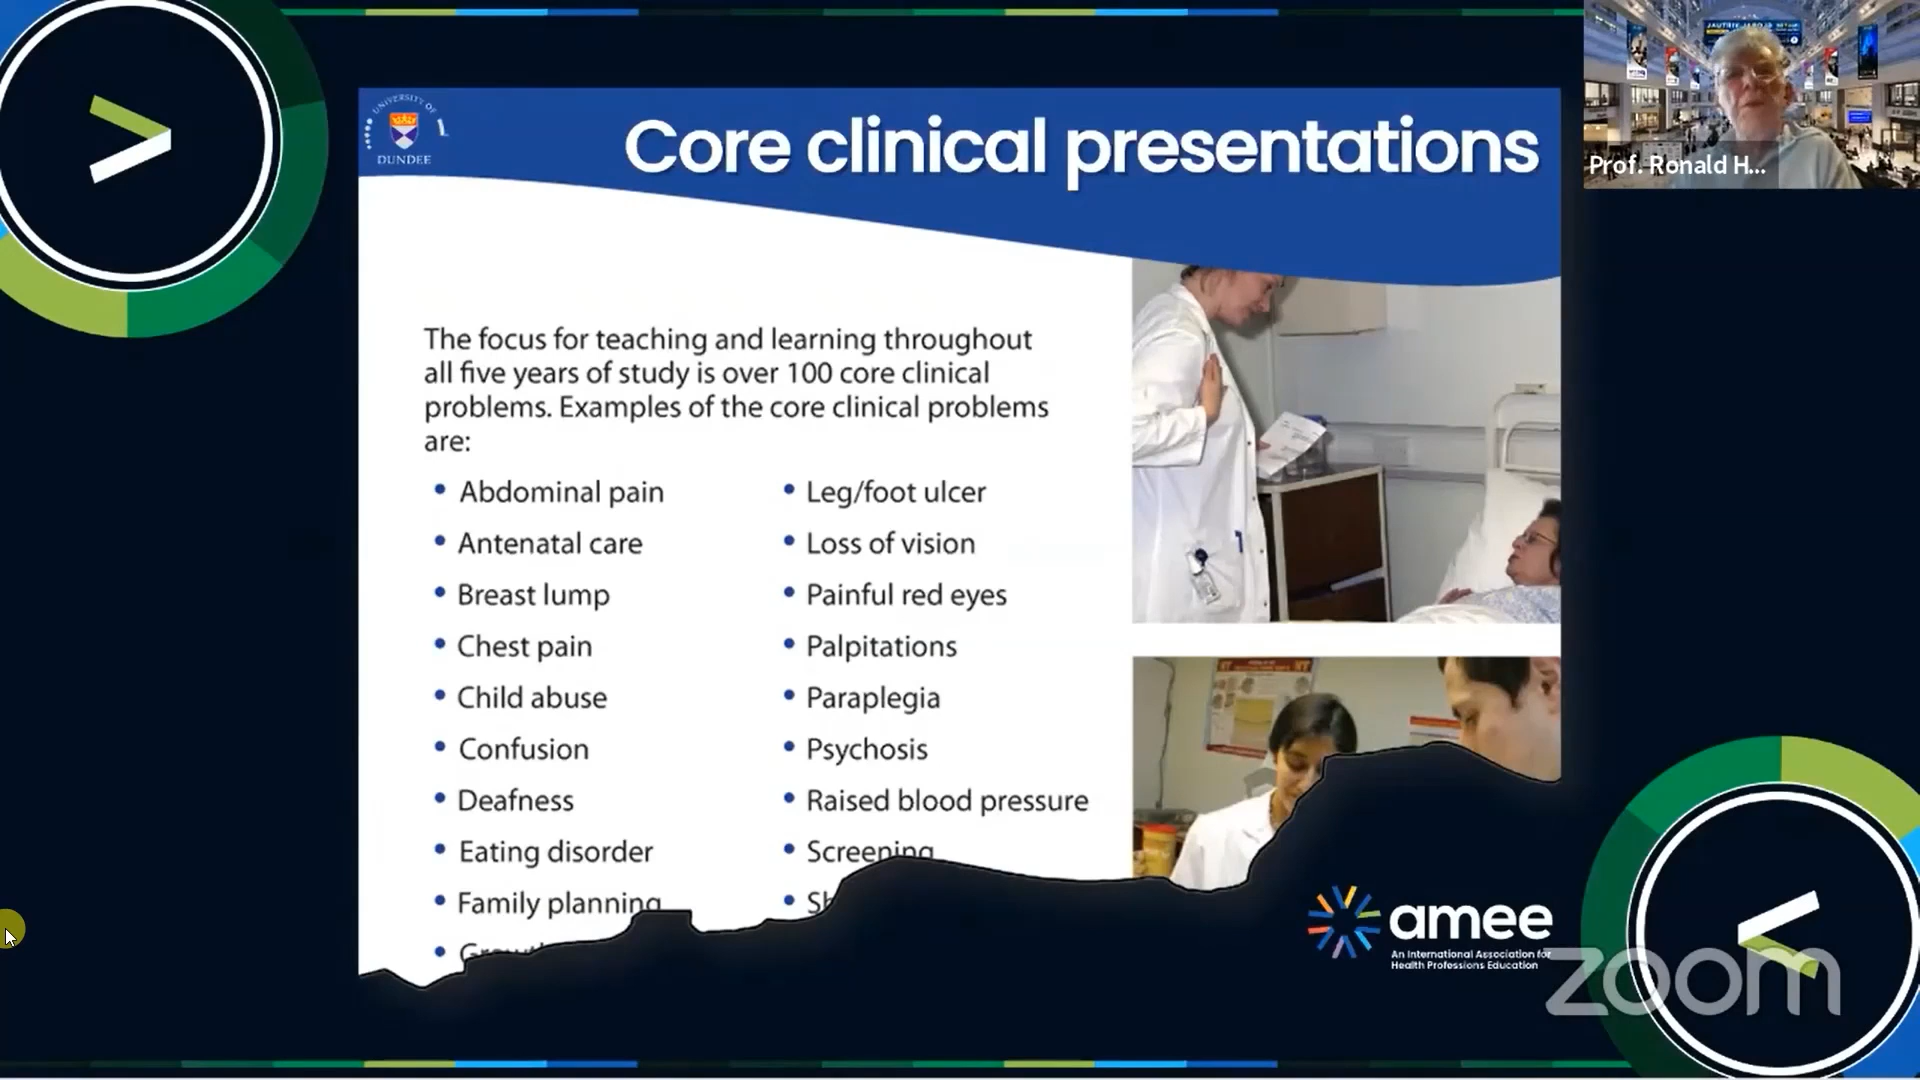 UNIVERSITY OF
DUNDEE
Core clinical presentations
Prof. Ronald H...
The focus for teaching and learning throughout
all five years of study is over 100 core clinical
problems. Examples of the core clinical problems
are:
• Abdominal pain
• Antenatal care
• Breast lump
• Chest pain
• Child abuse
• Confusion
• Deafness
• Eating disorder
• Family planning
• Leg/foot ulcer
• Loss of vision
• Painful red eyes
• Palpitations
• Paraplegia
• Psychosis
• Raised blood pressure
• Screening
amee
An International Association for
Health Professions Education
zoom